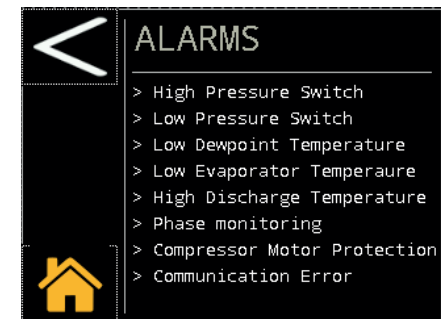 ALARMS
> High Pressure Switch
> Low Pressure Switch
> Low Dewpoint Temperature
> Low Evaporator Temperaure
> High Discharge Temperature
> Phase monitoring
> Compressor Motor Protection
> Communication Error